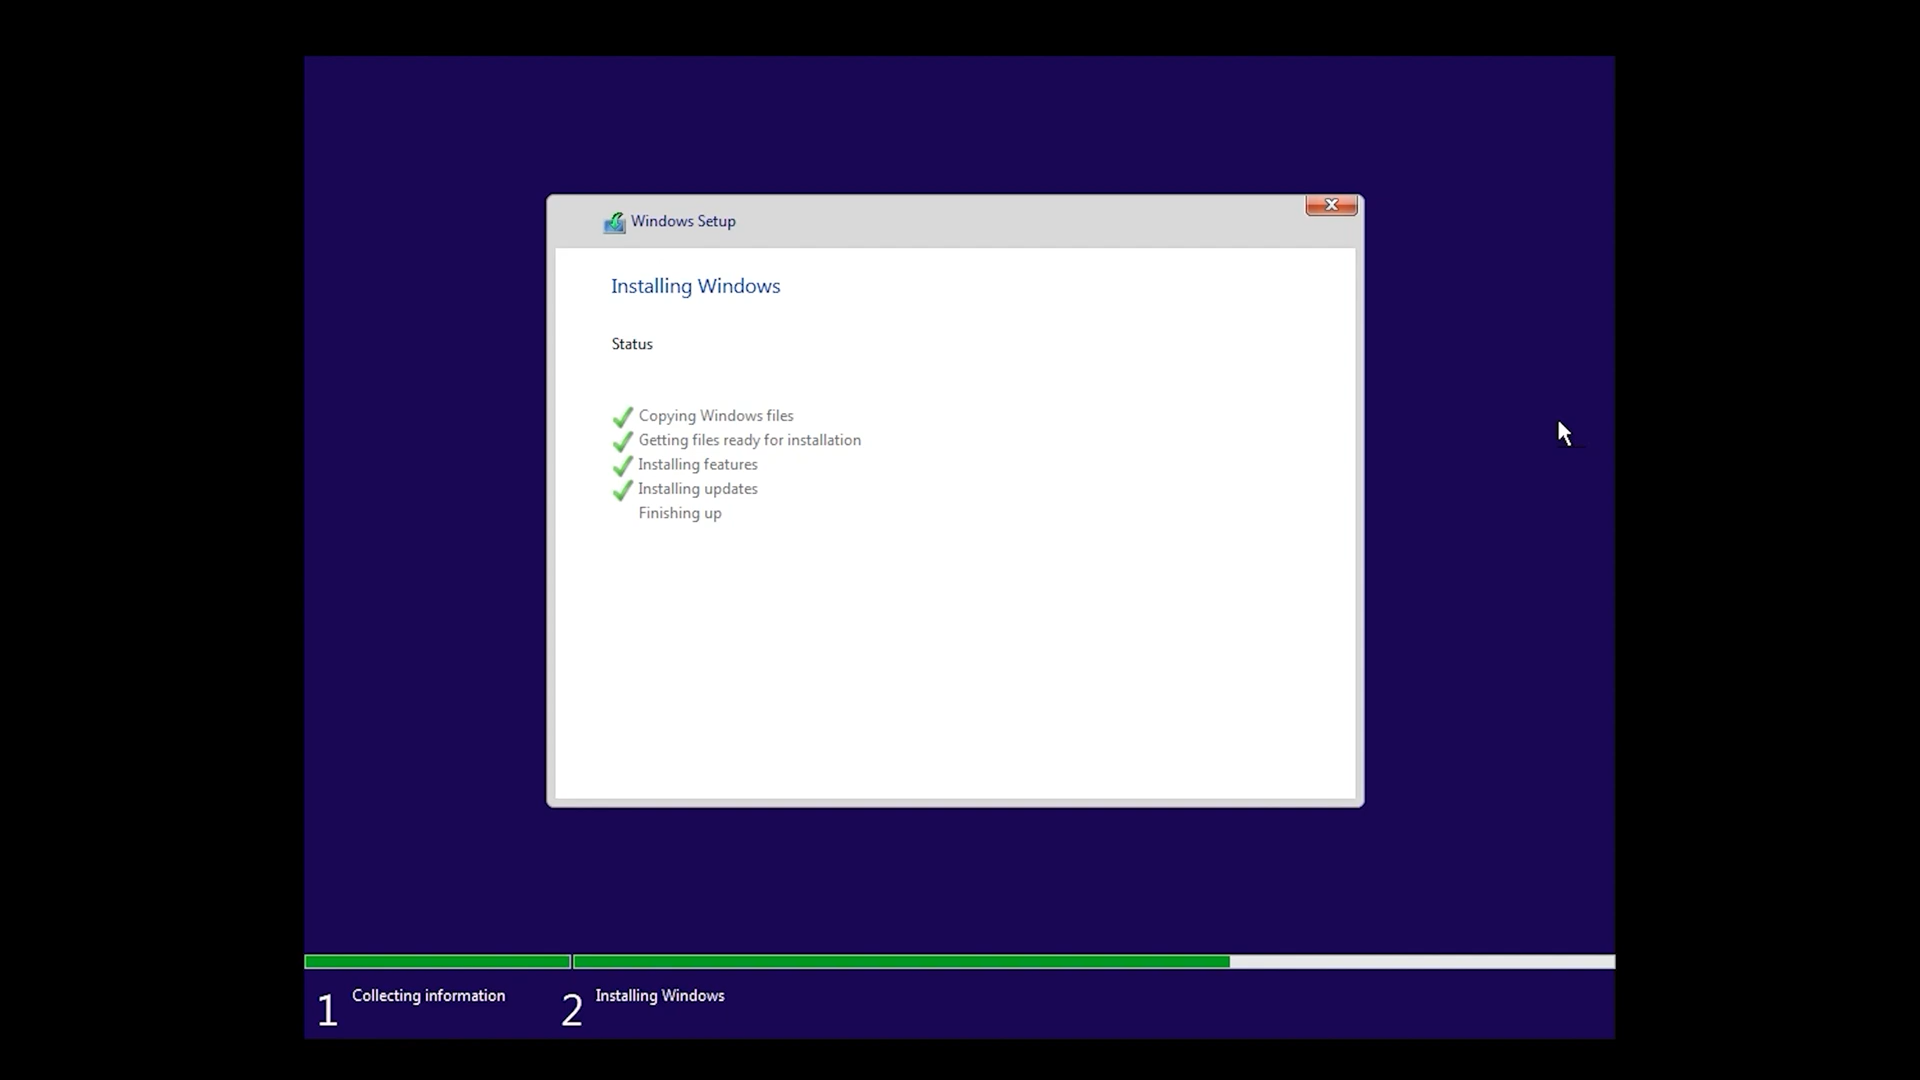 Windows Setup
Installing Windows
Status
Copying Windows files
Getting files ready for installation
Installing features
Installing updates
Finishing up
1 Collecting information
2 Installing Windows